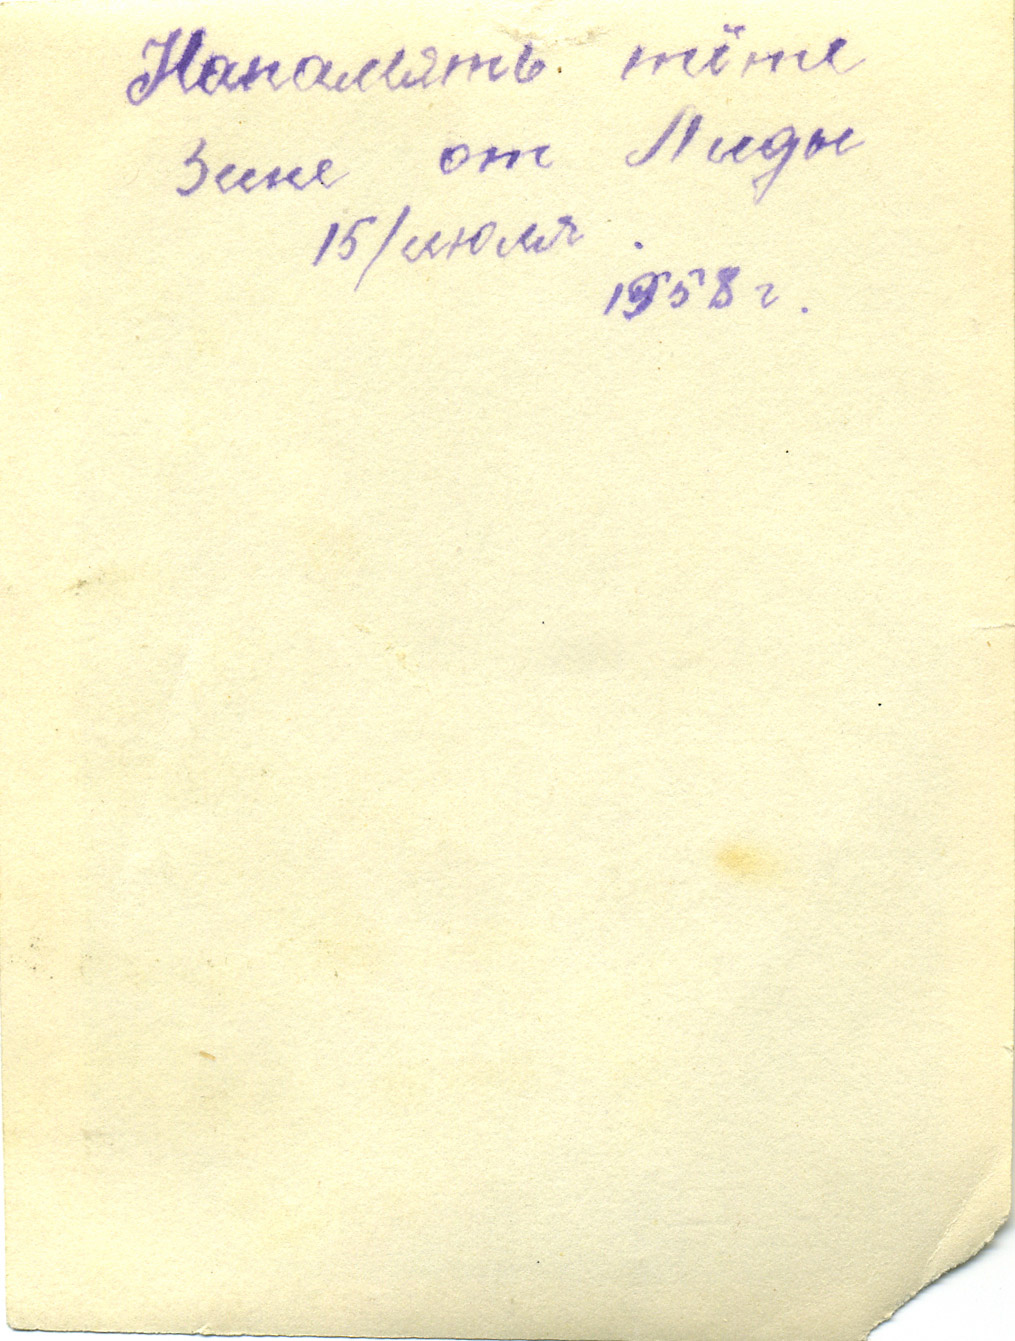 Напамять тёте
Зине от Лиды
15/июля.
1958 г.